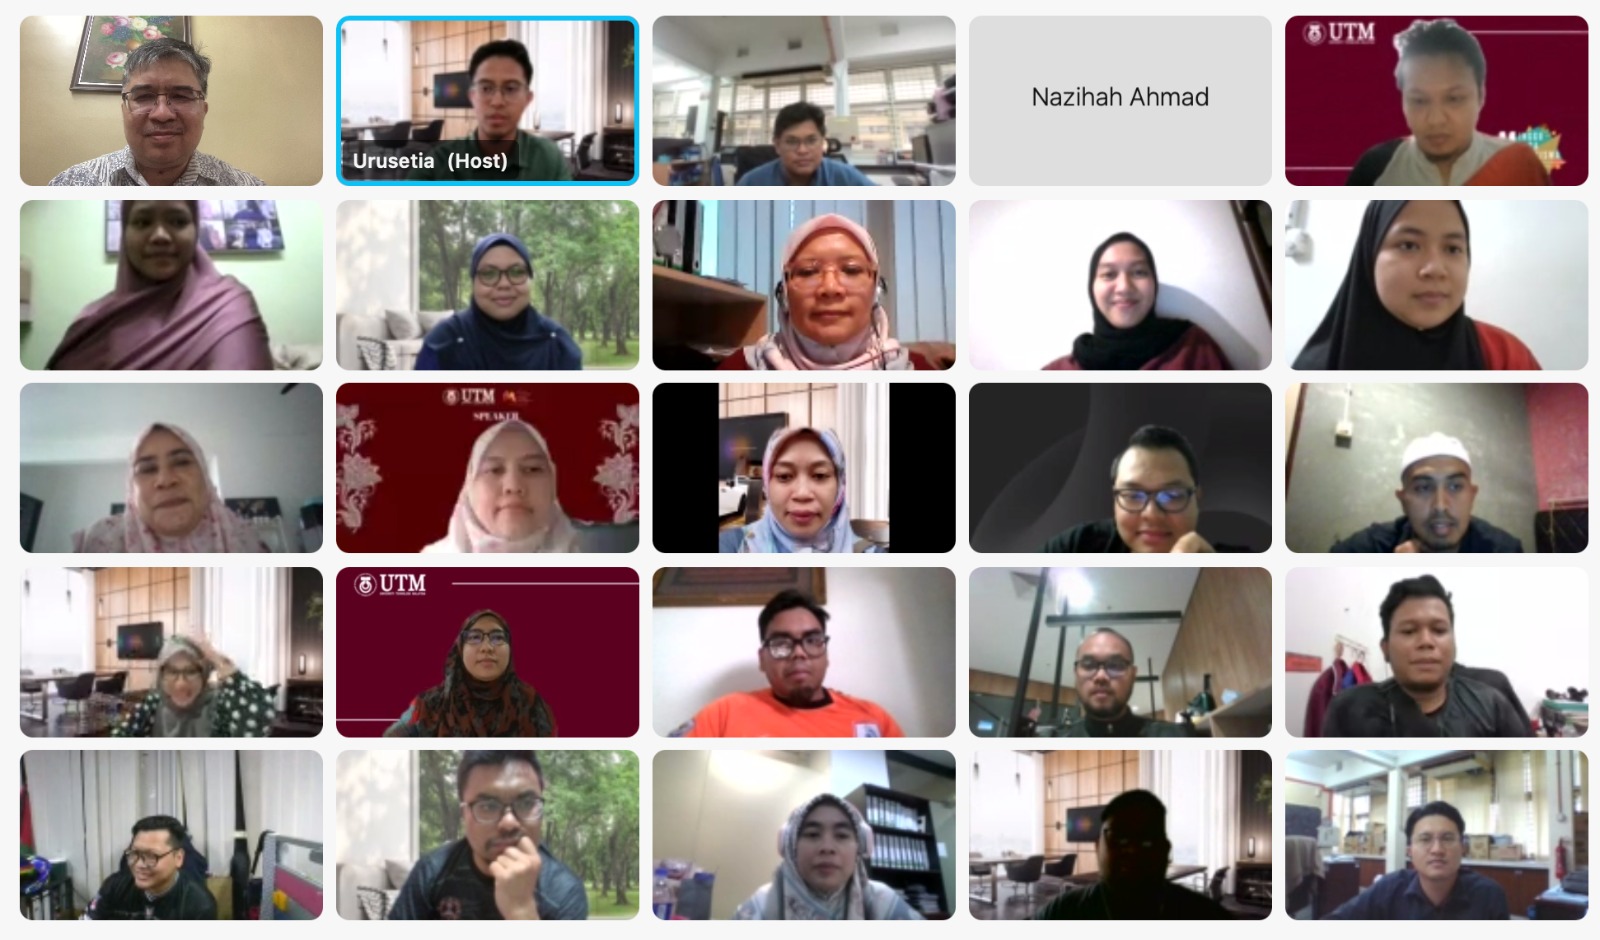 Urusetia (Host)
Nazihah Ahmad
UTM
UTM
SPEAKER
UTM